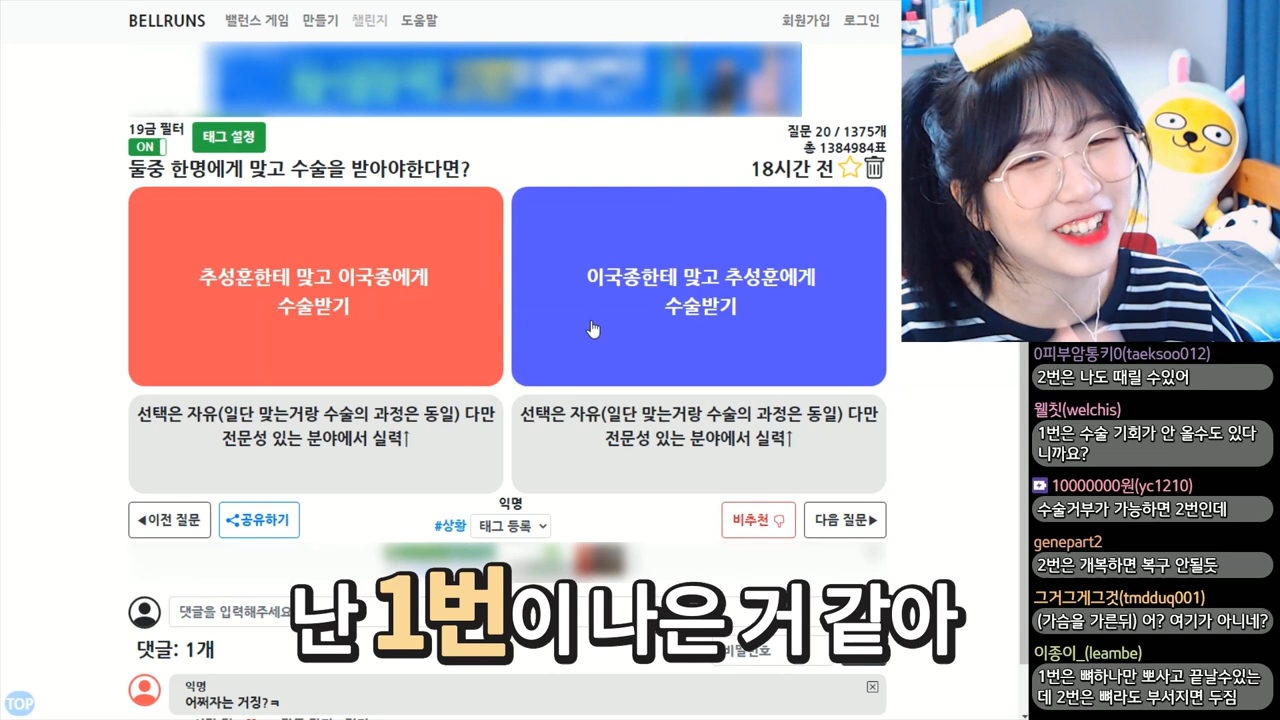 BELLRUNS 밸런스 게임 만들기 챌린지 도움말 회원가입 로그인
19금 필터
ON
태그 설정
질문 20 / 1375개
총 1384984표
둘중 한명에게 맞고 수술을 받아야한다면?
18시간 전
추성훈한테 맞고 이국종에게
수술받기
이국종한테 맞고 추성훈에게
수술받기
선택은 자유(일단 맞는거랑 수술의 과정은 동일) 다만
전문성 있는 분야에서 실력↑
선택은 자유(일단 맞는거랑 수술의 과정은 동일) 다만
전문성 있는 분야에서 실력↑
◀이전 질문
공유하기
익명
#상황 태그 등록
비추천
다음 질문▶
댓글을 입력해주세요
난 1번이 나은 거 같아
댓글: 1개
비밀번호
익명
어쩌자는 거징?ㅋ
TOP
0피부암통키0(taeksoo012)
2번은 나도 때릴 수있어
웰칫(welchis)
1번은 수술 기회가 안 올수도 있다
니까요?
10000000원(yc1210)
수술거부가 가능하면 2번인데
genepart2
2번은 개복하면 복구 안될듯
그거그게그것(tmdduq001)
(가슴을 가른뒤) 어? 여기가 아니네?
이종이_(leambe)
1번은 뼈하나만 뽀사고 끝날수있는
데 2번은 뼈라도 부서지면 두짐